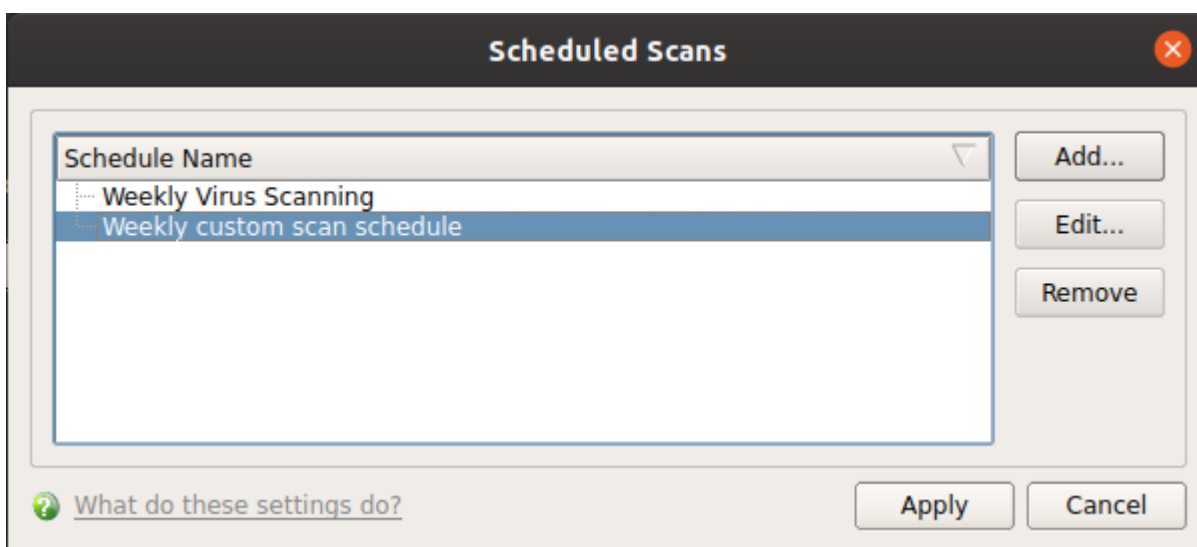 Scheduled Scans
Schedule Name
Weekly Virus Scanning
Weekly custom scan schedule
Add...
Edit...
Remove
What do these settings do?
Apply
Cancel